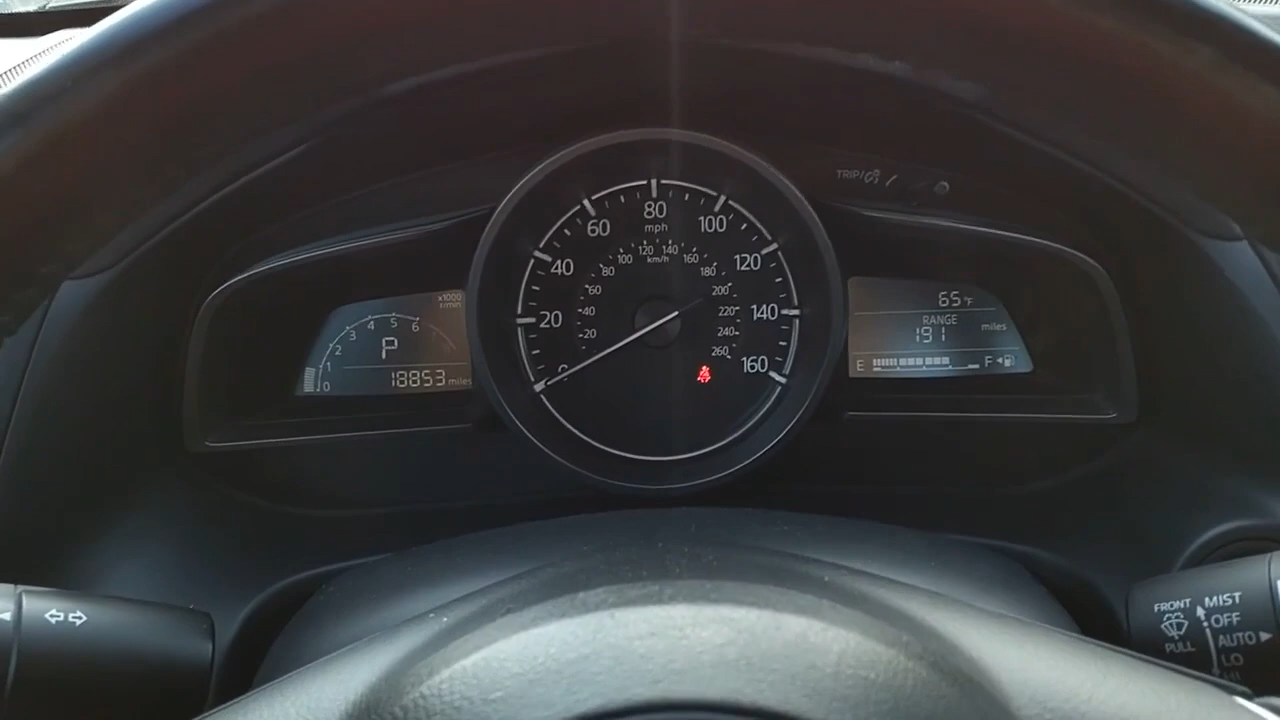 TRIP/
x1000
r/min
0 1 2 3 4 5 6
P
18853 miles
0 20 40 60 80 100 120 140 160
mph
20 40 60 80 100 120 140 160 180 200 220 240 260
km/h
65°F
RANGE
191 miles
E F
FRONT
PULL
MIST
OFF
AUTO
LO
HI